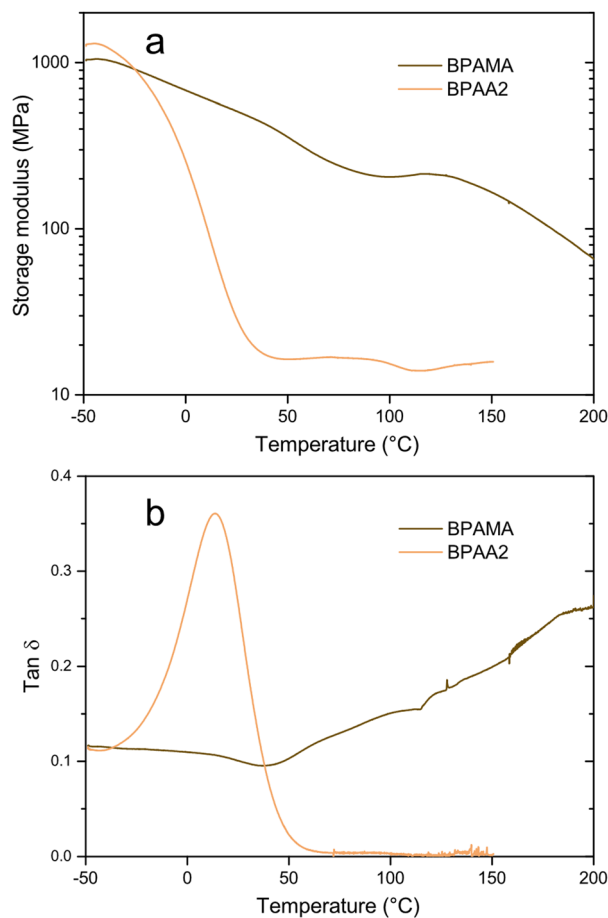 a
BPAMA
BPAA2
1000
100
10
Storage modulus (MPa)
-50 0 50 100 150 200
Temperature (°C)
b
BPAMA
BPAA2
0.4
0.3
0.2
0.1
0.0
Tan δ
-50 0 50 100 150 200
Temperature (°C)